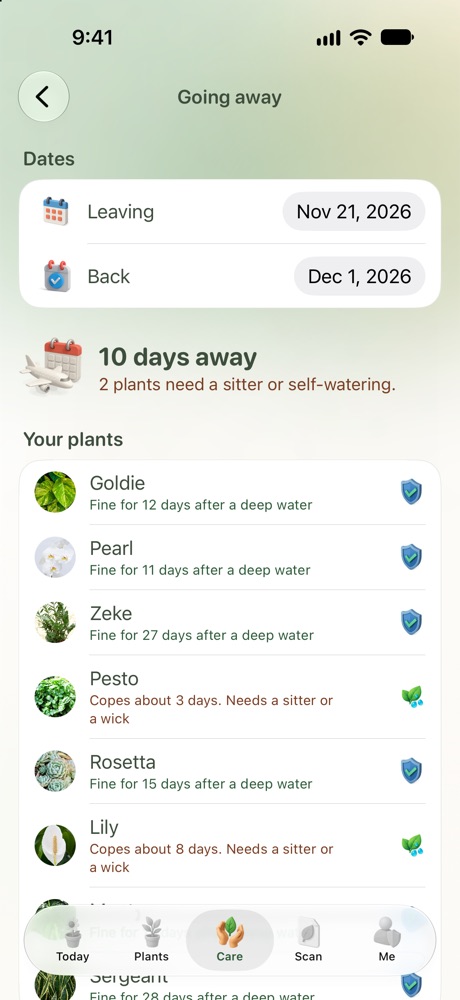 9:41
Going away
Dates
Leaving
Nov 21, 2026
Back
Dec 1, 2026
10 days away
2 plants need a sitter or self-watering.
Your plants
Goldie
Fine for 12 days after a deep water
Pearl
Fine for 11 days after a deep water
Zeke
Fine for 27 days after a deep water
Pesto
Copes about 3 days. Needs a sitter or
a wick
Rosetta
Fine for 15 days after a deep water
Lily
Copes about 8 days. Needs a sitter or
a wick
Today
Plants
Care
Scan
Me
Sergeant
Fine for 28 days after a deep water